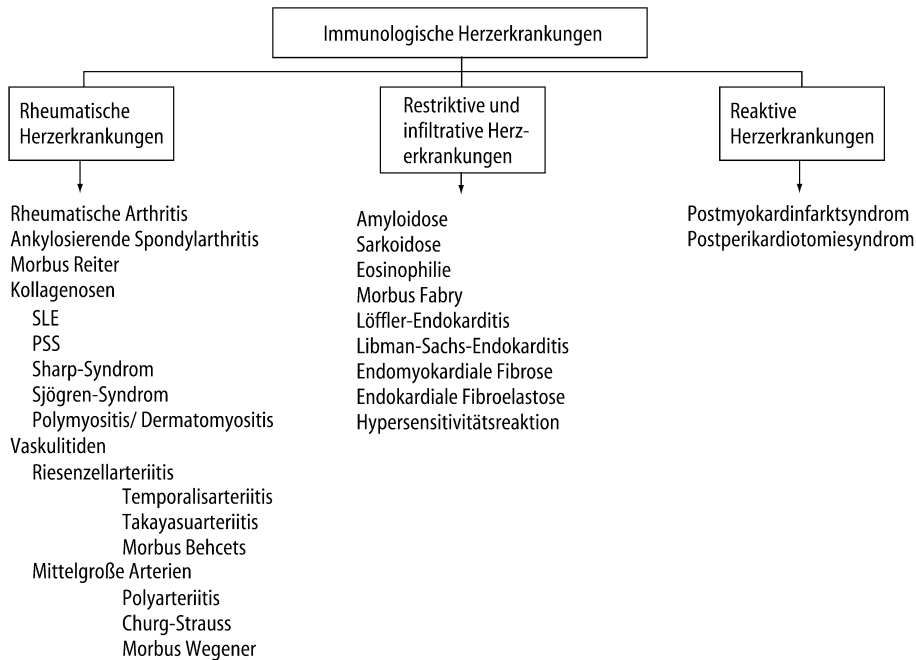 Immunologische Herzerkrankungen
Rheumatische
Herzerkrankungen
Rheumatische Arthritis
Ankylosierende Spondylarthritis
Morbus Reiter
Kollagenosen
SLE
PSS
Sharp-Syndrom
Sjögren-Syndrom
Polymyositis/ Dermatomyositis
Vaskulitiden
Riesenzellarteriitis
Temporalisarteriitis
Takayasuarteriitis
Morbus Behcets
Mittelgroße Arterien
Polyarteriitis
Churg-Strauss
Morbus Wegener
Restriktive und
infiltrative Herz-
erkrankungen
Amyloidose
Sarkoidose
Eosinophilie
Morbus Fabry
Löffler-Endokarditis
Libman-Sachs-Endokarditis
Endomyokardiale Fibrose
Endokardiale Fibroelastose
Hypersensitivitätsreaktion
Reaktive
Herzerkrankungen
Postmyokardinfarktsyndrom
Postperikardiotomiesyndrom